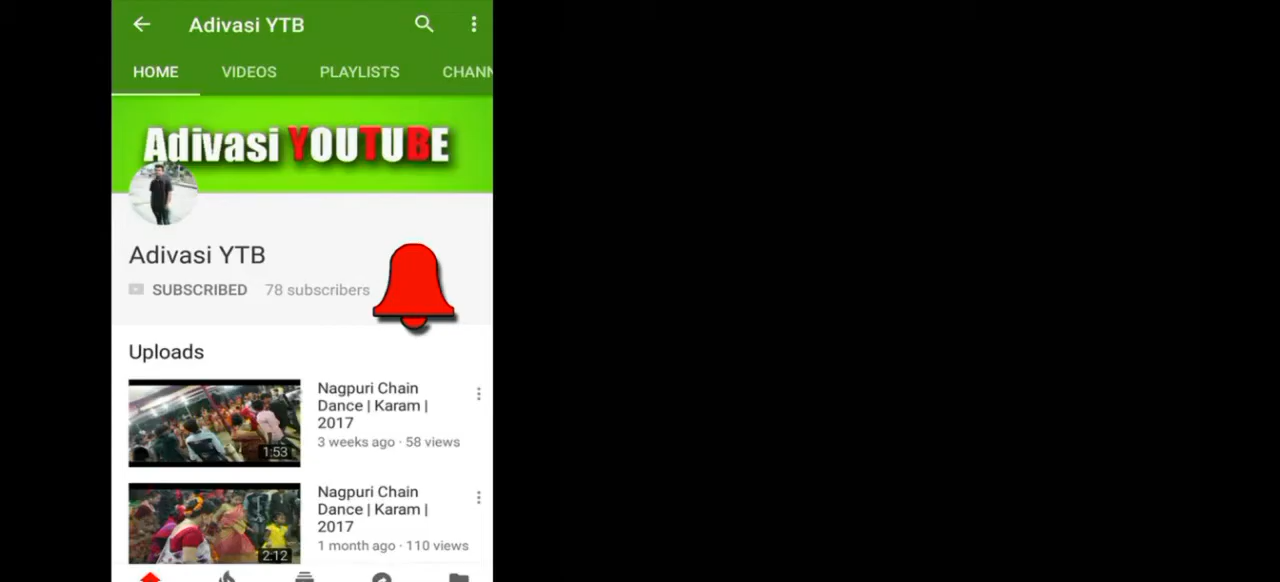 Adivasi YTB
HOME VIDEOS PLAYLISTS CHANN
Adivasi YOUTUBE
Adivasi YTB
SUBSCRIBED 78 subscribers
Uploads
Nagpuri Chain
Dance | Karam |
2017
3 weeks ago · 58 views
1:53
Nagpuri Chain
Dance | Karam |
2017
1 month ago · 110 views
2:12